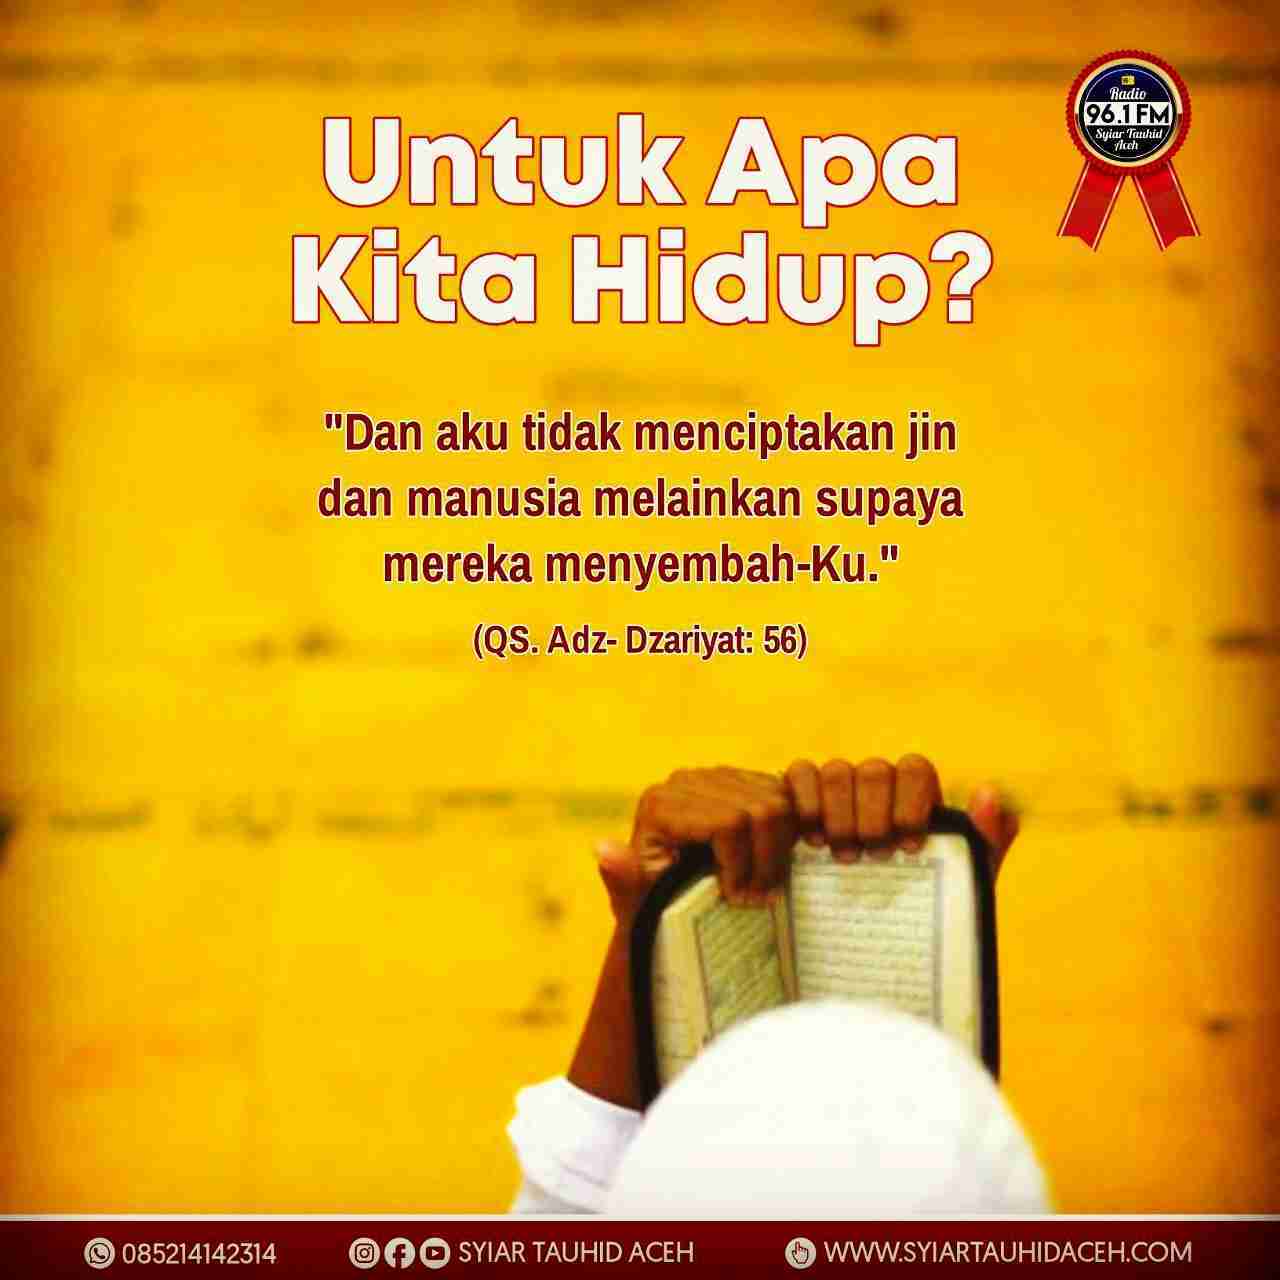 Radio
96.1 FM
Syiar Tauhid
Aceh
Untuk Apa
Kita Hidup?
"Dan aku tidak menciptakan jin
dan manusia melainkan supaya
mereka menyembah-Ku."
(QS. Adz- Dzariyat: 56)
085214142314
SYIAR TAUHID ACEH
WWW.SYIARTAUHIDACEH.COM